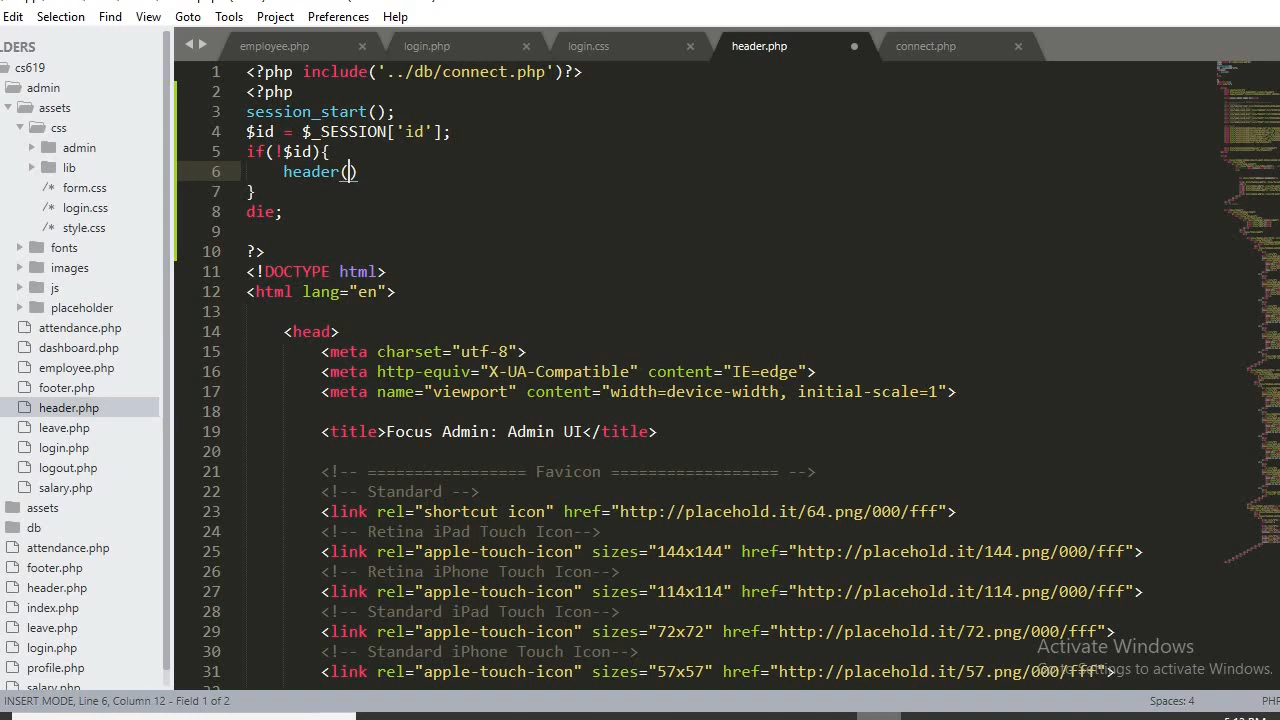 Edit Selection Find View Goto Tools Project Preferences Help
LDERS
employee.php login.php login.css header.php connect.php
cs619
admin
assets
css
admin
lib
form.css
login.css
style.css
fonts
images
js
placeholder
attendance.php
dashboard.php
employee.php
footer.php
header.php
leave.php
login.php
logout.php
salary.php
assets
db
attendance.php
footer.php
header.php
index.php
leave.php
login.php
profile.php
salary.php
1 <?php include('../db/connect.php')?>
2 <?php
3 session_start();
4 $id = $_SESSION['id'];
5 if(!$id){
6 header()
7 }
8 die;
9
10 ?>
11 <!DOCTYPE html>
12 <html lang="en">
13
14 <head>
15 <meta charset="utf-8">
16 <meta http-equiv="X-UA-Compatible" content="IE=edge">
17 <meta name="viewport" content="width=device-width, initial-scale=1">
18
19 <title>Focus Admin: Admin UI</title>
20
21 <!-- ================= Favicon ================== -->
22 <!-- Standard -->
23 <link rel="shortcut icon" href="http://placehold.it/64.png/000/fff">
24 <!-- Retina iPad Touch Icon-->
25 <link rel="apple-touch-icon" sizes="144x144" href="http://placehold.it/144.png/000/fff">
26 <!-- Retina iPhone Touch Icon-->
27 <link rel="apple-touch-icon" sizes="114x114" href="http://placehold.it/114.png/000/fff">
28 <!-- Standard iPad Touch Icon-->
29 <link rel="apple-touch-icon" sizes="72x72" href="http://placehold.it/72.png/000/fff">
30 <!-- Standard iPhone Touch Icon-->
31 <link rel="apple-touch-icon" sizes="57x57" href="http://placehold.it/57.png/000/fff">
Activate Windows
Go to Settings to activate Windows.
INSERT MODE, Line 6, Column 12 - Field 1 of 2 Spaces: 4 PHP